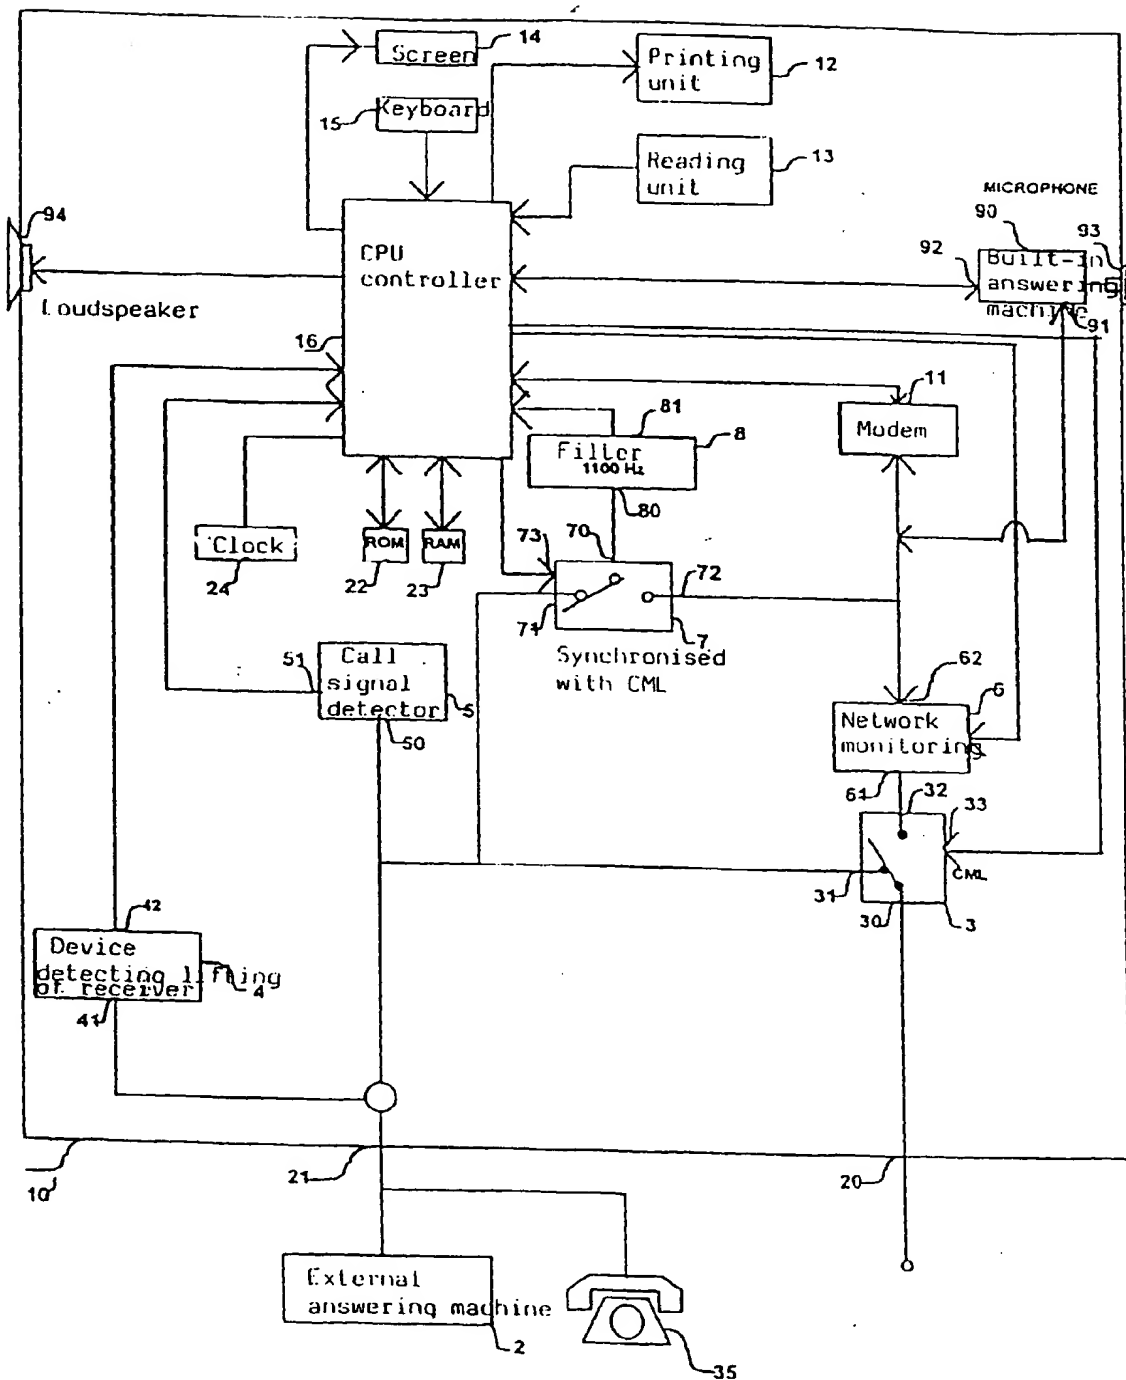 14
Screen
Printing
unit
12
Keyboard
15
Reading
unit
13
MICROPHONE
94
90
93
CPU
controller
92
Built-in
answering
machine
91
Loudspeaker
16
11
Modem
81
8
Filter
1100 Hz
80
Clock
24
ROM
22
RAM
23
73
70
72
71
7
Synchronised
with CML
51
Call
signal
detector
5
50
62
6
Network
monitoring
61
32
33
CML
31
30
3
42
Device
detecting lifting
of receiver
4
41
10
21
20
External
answering machine
2
35